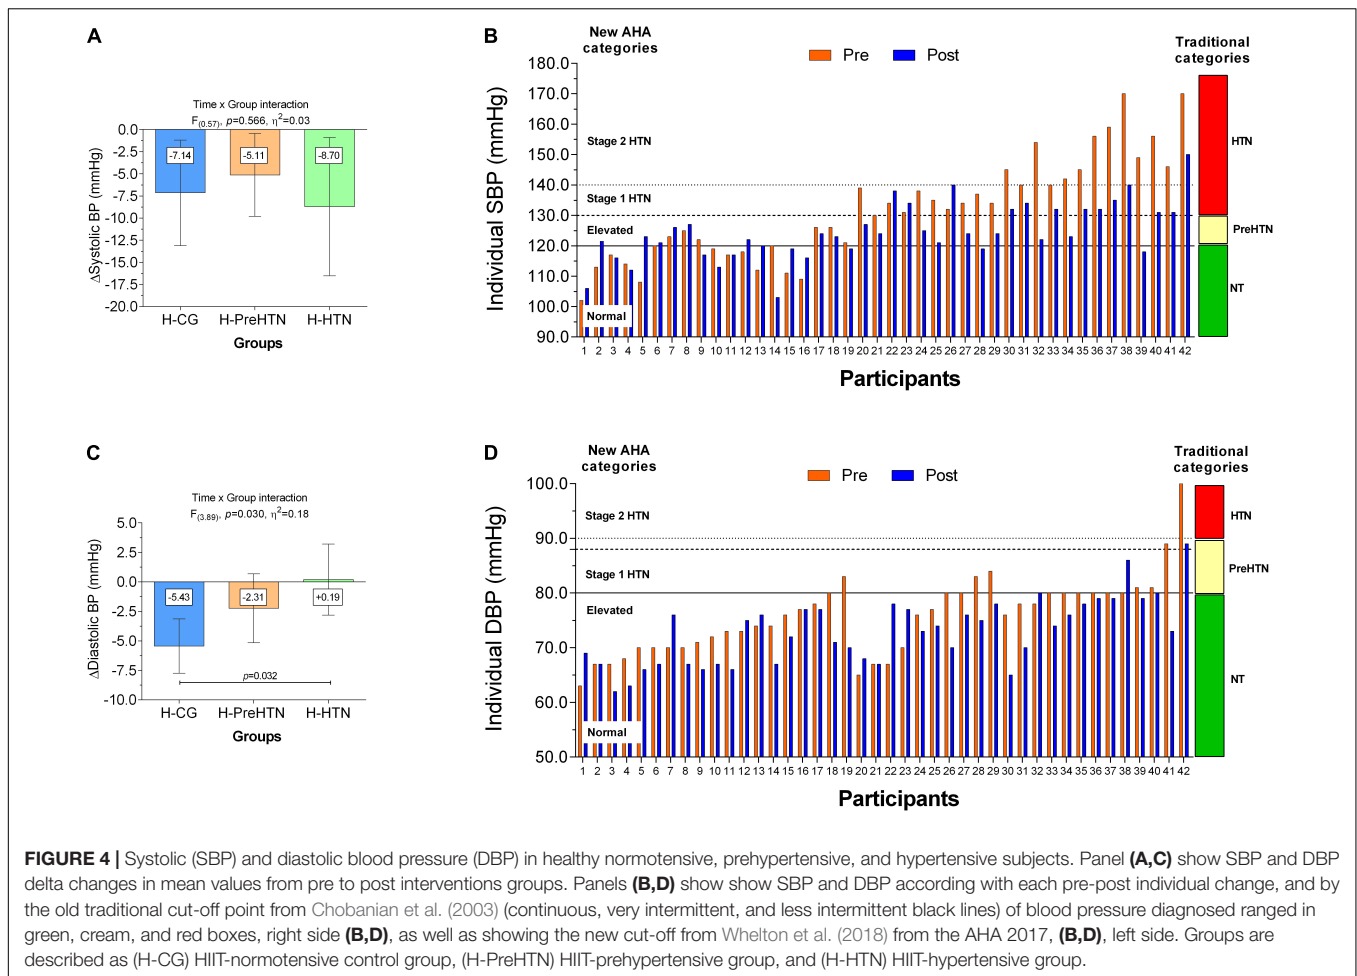 A
Time x Group interaction
F(0.57), p=0.566, η2=0.03
ΔSystolic BP (mmHg)
0.0
-2.5
-5.0
-7.5
-10.0
-12.5
-15.0
-17.5
-20.0
-7.14
-5.11
-8.70
H-CG H-PreHTN H-HTN
Groups
B
New AHA
categories
Pre Post
Traditional
categories
Individual SBP (mmHg)
180.0
170.0
160.0
150.0
140.0
130.0
120.0
110.0
100.0
90.0
Stage 2 HTN
Stage 1 HTN
Elevated
Normal
HTN
PreHTN
NT
1 2 3 4 5 6 7 8 9 10 11 12 13 14 15 16 17 18 19 20 21 22 23 24 25 26 27 28 29 30 31 32 33 34 35 36 37 38 39 40 41 42
Participants
C
Time x Group interaction
F(3.89), p=0.030, η2=0.18
ΔDiastolic BP (mmHg)
5.0
2.5
0.0
-2.5
-5.0
-7.5
-10.0
-5.43
-2.31
+0.19
p=0.032
H-CG H-PreHTN H-HTN
Groups
D
New AHA
categories
Pre Post
Traditional
categories
Individual DBP (mmHg)
100.0
90.0
80.0
70.0
60.0
50.0
Stage 2 HTN
Stage 1 HTN
Elevated
Normal
HTN
PreHTN
NT
1 2 3 4 5 6 7 8 9 10 11 12 13 14 15 16 17 18 19 20 21 22 23 24 25 26 27 28 29 30 31 32 33 34 35 36 37 38 39 40 41 42
Participants
FIGURE 4 | Systolic (SBP) and diastolic blood pressure (DBP) in healthy normotensive, prehypertensive, and hypertensive subjects. Panel (A,C) show SBP and DBP
delta changes in mean values from pre to post interventions groups. Panels (B,D) show show SBP and DBP according with each pre-post individual change, and by
the old traditional cut-off point from Chobanian et al. (2003) (continuous, very intermittent, and less intermittent black lines) of blood pressure diagnosed ranged in
green, cream, and red boxes, right side (B,D), as well as showing the new cut-off from Whelton et al. (2018) from the AHA 2017, (B,D), left side. Groups are
described as (H-CG) HIIT-normotensive control group, (H-PreHTN) HIIT-prehypertensive group, and (H-HTN) HIIT-hypertensive group.